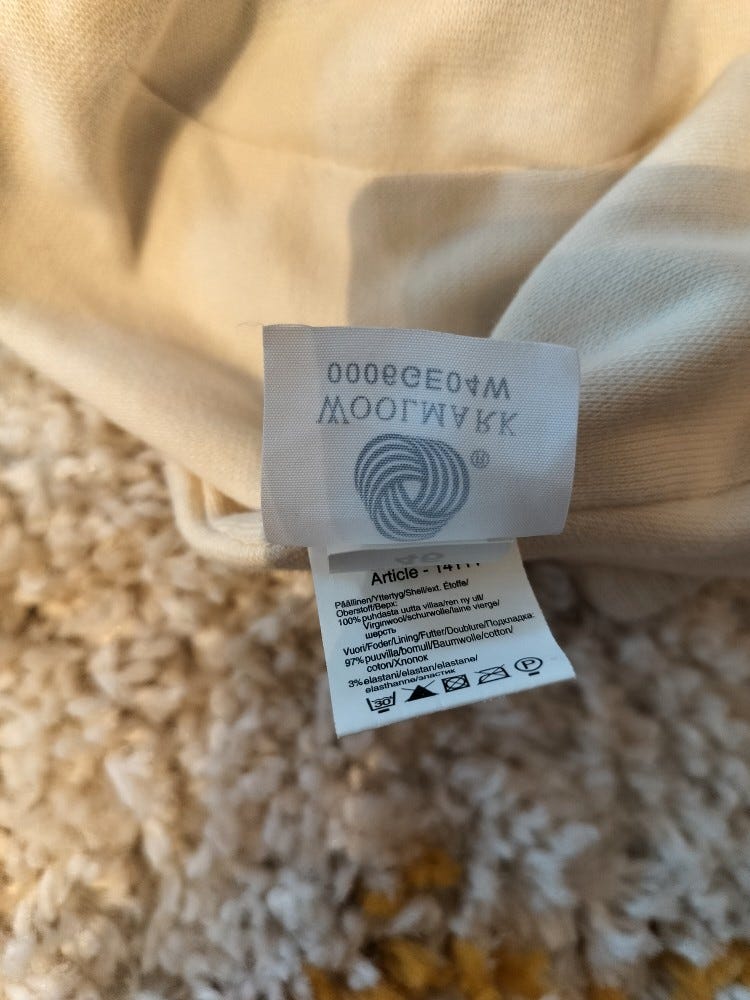 ®
WOOLMARK
0006GE04W
Article -
Päällinen/Yttertyg/Shell/ext. Étoffe/
Oberstoff/Верх:
100% puhdasta uutta villaa/ren ny ull/
Virginwool/schurwolle/laine vierge/
шерсть
Vuori/Foder/Lining/Futter/Doublure/Подкладка:
97% puuvilla/bomull/Baumwolle/cotton/
coton/Хлопок
3% elastani/elastan/elastane/
elasthanne/эластик
30 P